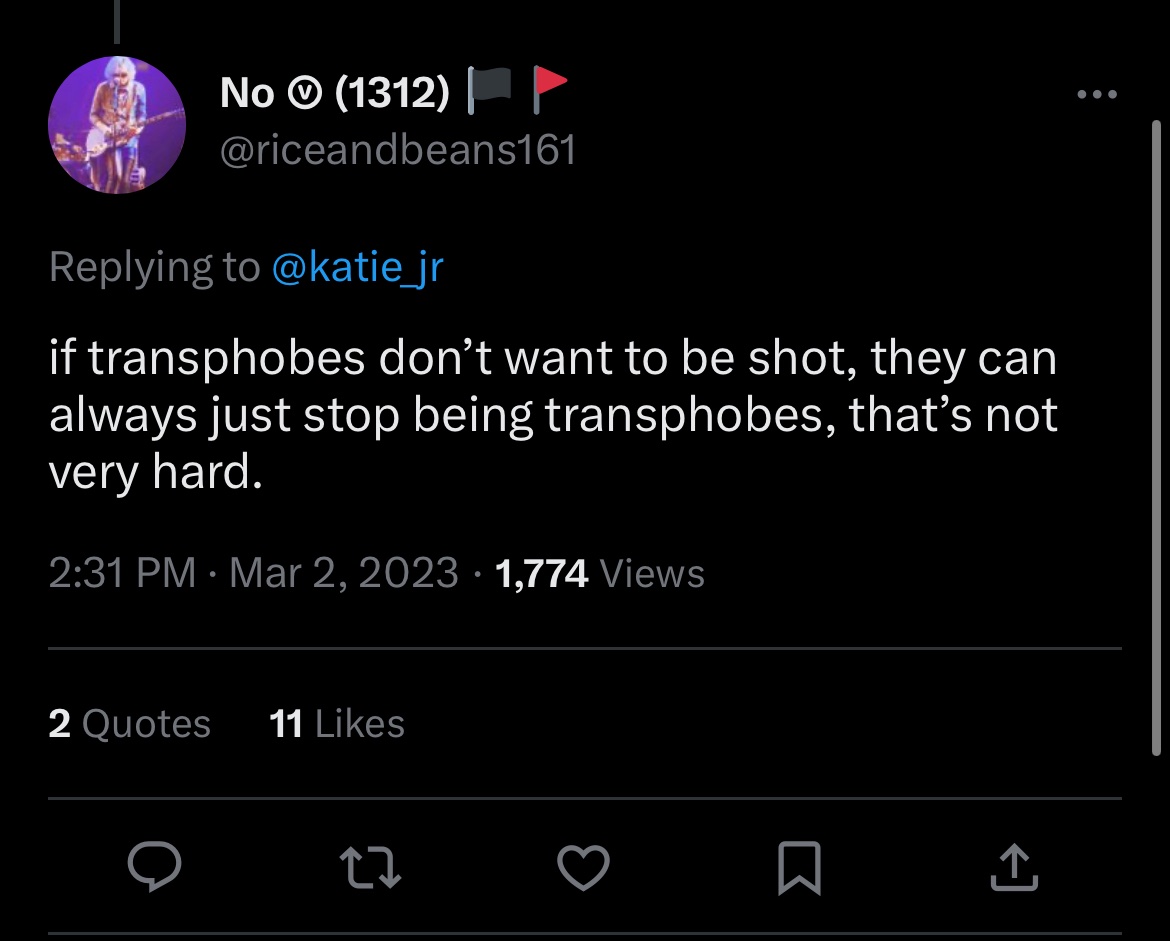 No Ⓥ (1312) 🏴 🚩
@riceandbeans161
Replying to @katie_jr
if transphobes don’t want to be shot, they can
always just stop being transphobes, that’s not
very hard.
2:31 PM · Mar 2, 2023 · 1,774 Views
2 Quotes 11 Likes